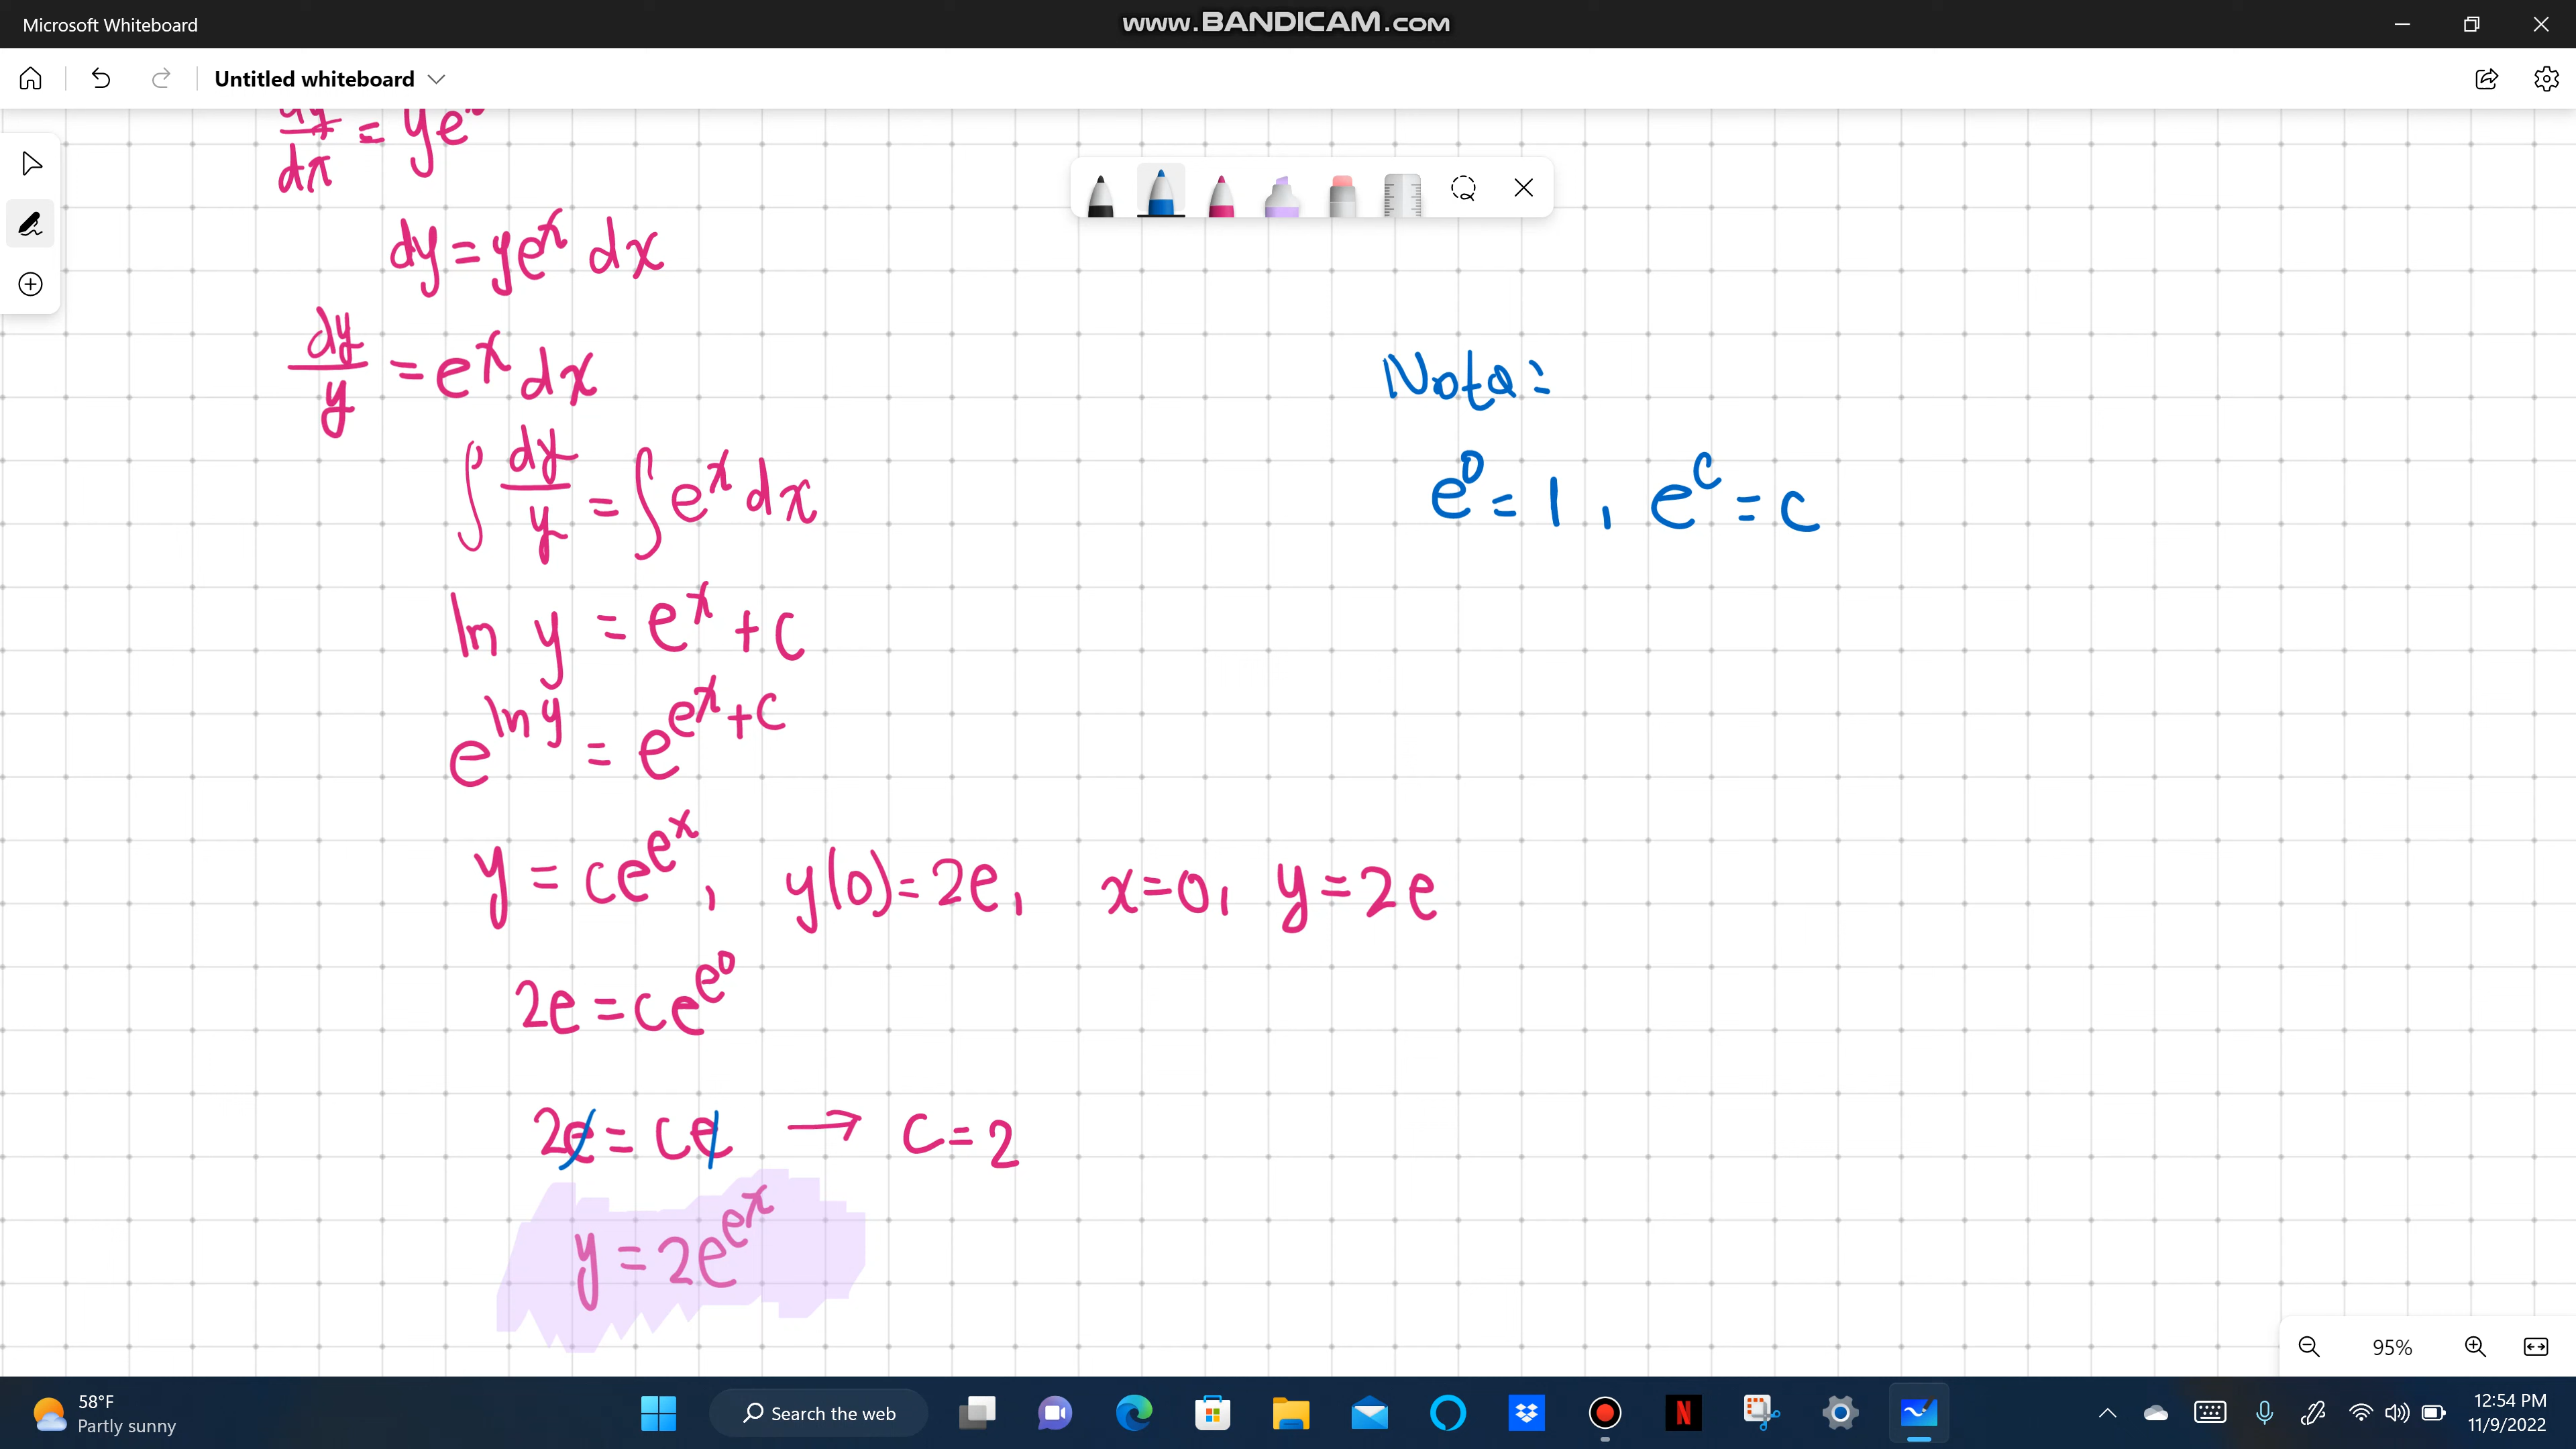 Microsoft Whiteboard
www.BANDICAM.com
Untitled whiteboard
dy/dx = ye^x
dy = ye^x dx
dy/y = e^x dx
∫ dy/y = ∫ e^x dx
ln y = e^x + c
e^ln y = e^e^x + c
y = ce^e^x, y(0) = 2e, x=0, y=2e
2e = ce^e^0
2e = ce → c = 2
y = 2e^e^x
Nota:
e^0 = 1, e^c = c
95%
58°F
Partly sunny
Search the web
12:54 PM
11/9/2022